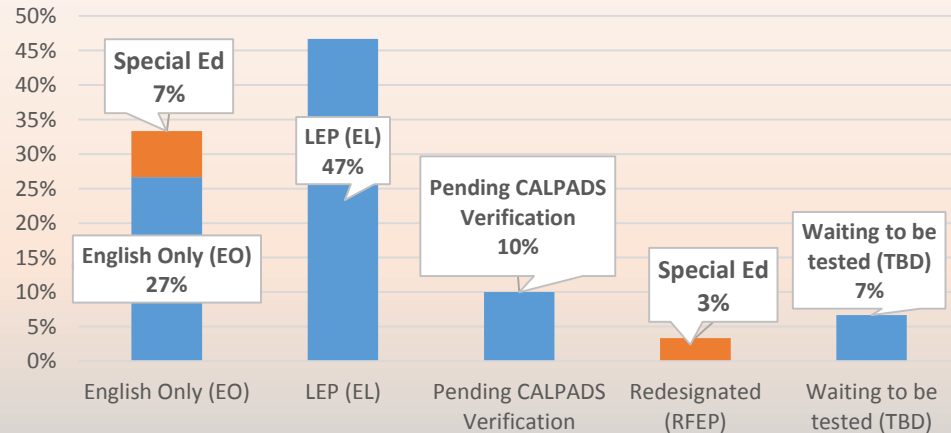 50%
45%
40%
35%
30%
25%
20%
15%
10%
5%
0%
Special Ed
7%
English Only (EO)
27%
LEP (EL)
47%
Pending CALPADS
Verification
10%
Special Ed
3%
Waiting to be
tested (TBD)
7%
English Only (EO)
LEP (EL)
Pending CALPADS
Verification
Redesignated
(RFEP)
Waiting to be
tested (TBD)